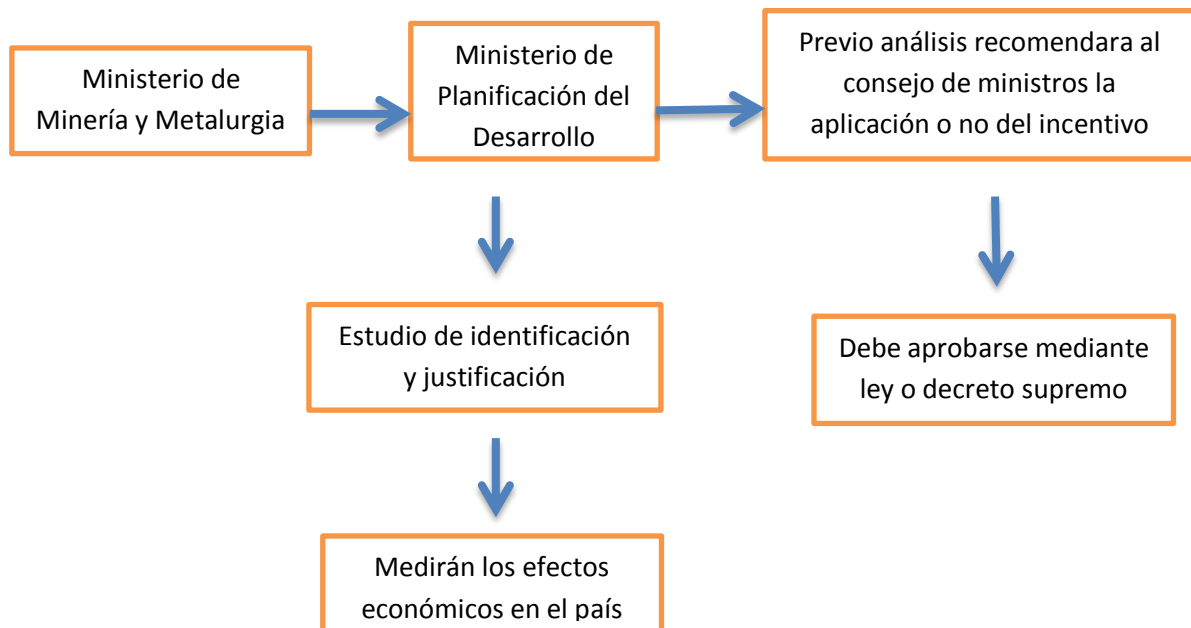 Ministerio de
Minería y Metalurgia
Ministerio de
Planificación del
Desarrollo
Previo análisis recomendara al
consejo de ministros la
aplicación o no del incentivo
Estudio de identificación
y justificación
Debe aprobarse mediante
ley o decreto supremo
Medirán los efectos
económicos en el país